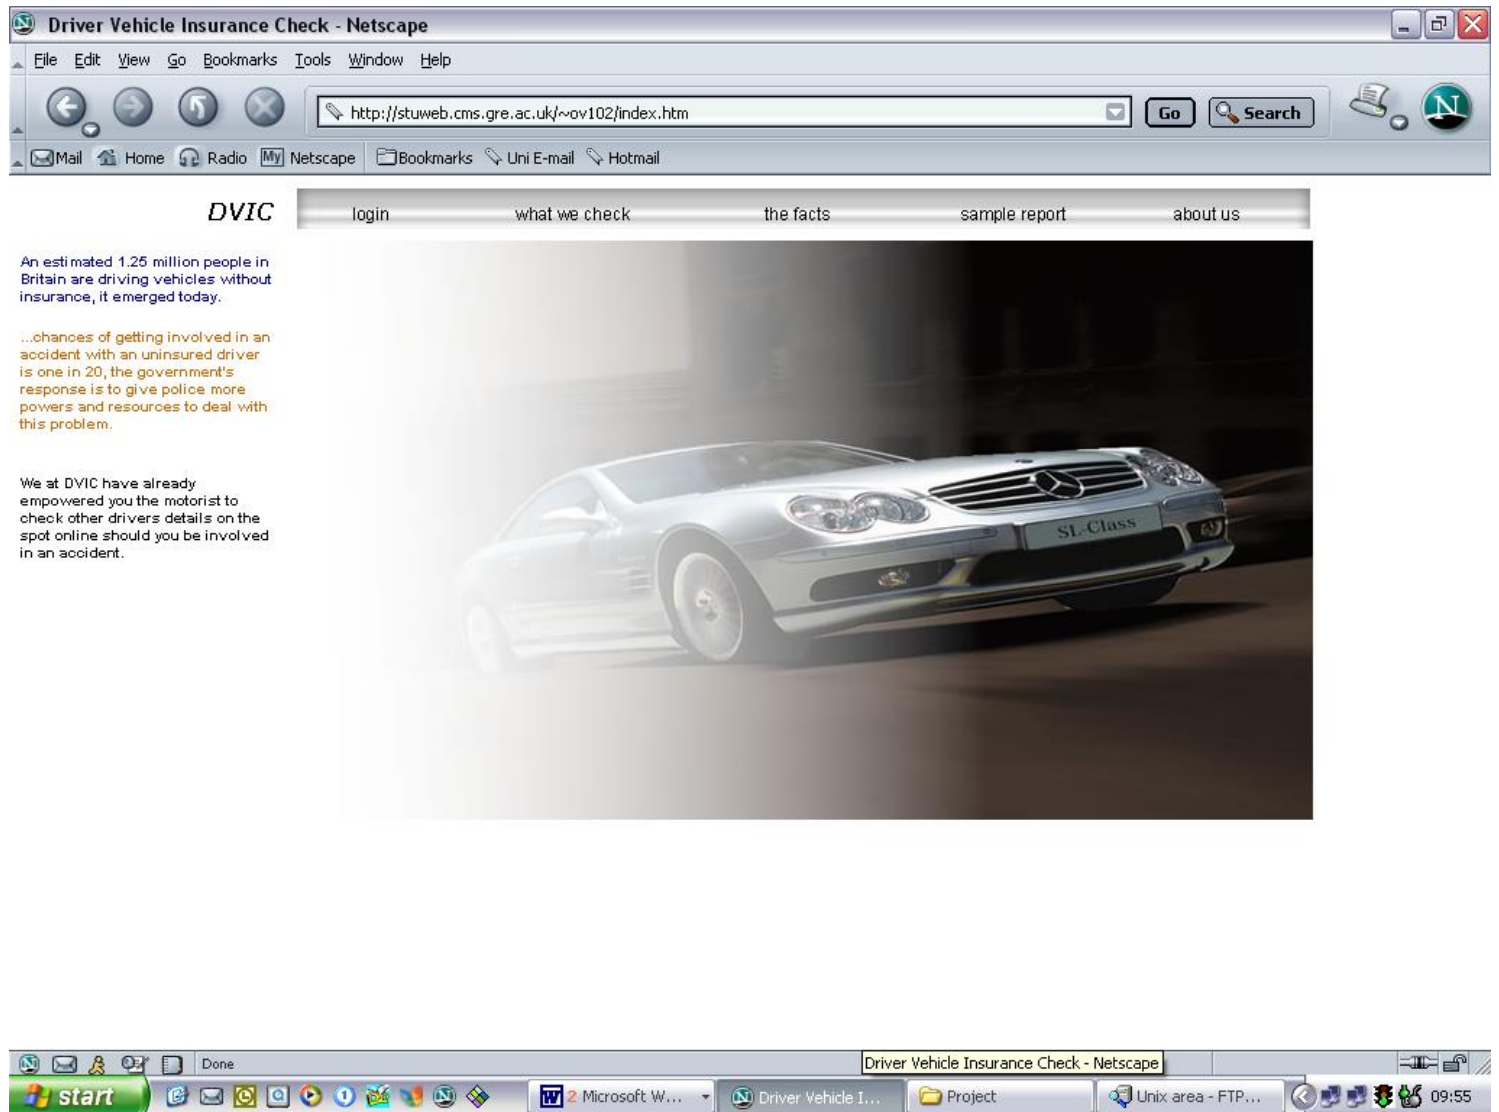 Driver Vehicle Insurance Check - Netscape
File Edit View Go Bookmarks Tools Window Help
http://stuweb.cms.gre.ac.uk/~ov102/index.htm Go Search N
Mail Home Radio My Netscape Bookmarks Uni E-mail Hotmail
DVIC login what we check the facts sample report about us
An estimated 1.25 million people in
Britain are driving vehicles without
insurance, it emerged today.
...chances of getting involved in an
accident with an uninsured driver
is one in 20, the government's
response is to give police more
powers and resources to deal with
this problem.
We at DVIC have already
empowered you the motorist to
check other drivers details on the
spot online should you be involved
in an accident.
SL-Class
Done
Driver Vehicle Insurance Check - Netscape
start 2 Microsoft W... Driver Vehicle I... Project Unix area - FTP... 09:55